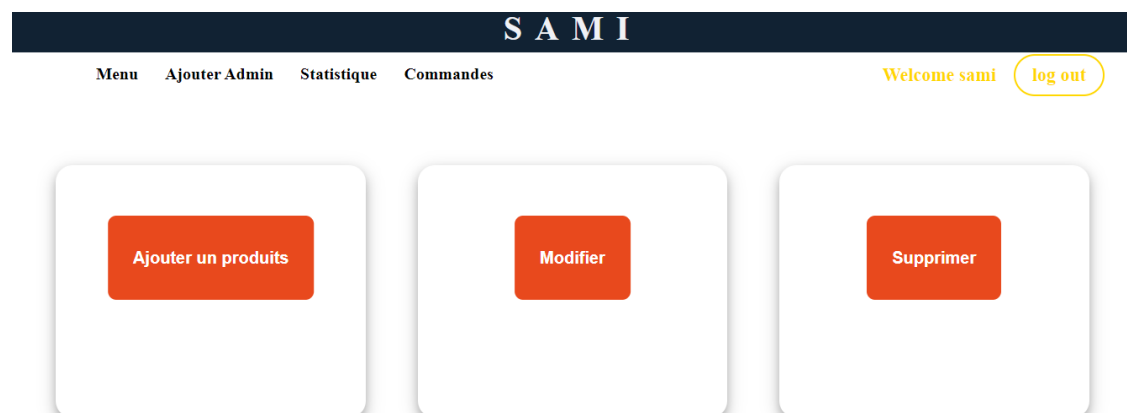 S A M I
Menu Ajouter Admin Statistique Commandes Welcome sami log out
Ajouter un produits Modifier Supprimer